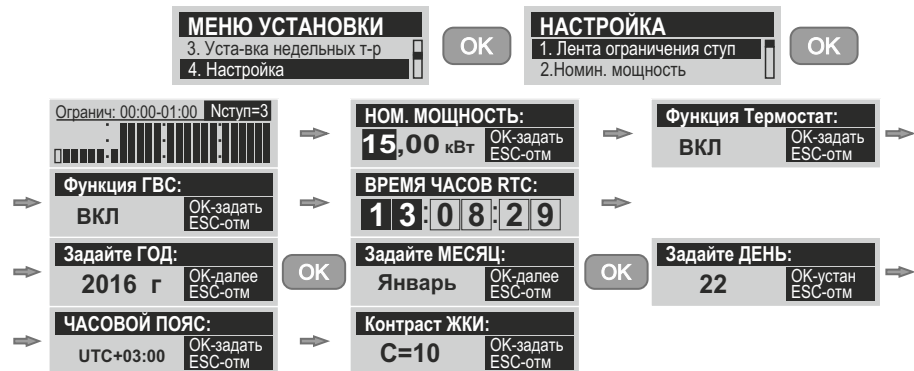 МЕНЮ УСТАНОВКИ
3. Уста-вка недельных т-р
4. Настройка
OK
НАСТРОЙКА
1. Лента ограничения ступ
2.Номин. мощность
OK
Огранич: 00:00-01:00 Nступ=3
НОМ. МОЩНОСТЬ:
15,00 кВт
OK-задать
ESC-отм
Функция Термостат:
ВКЛ
OK-задать
ESC-отм
Функция ГВС:
ВКЛ
OK-задать
ESC-отм
ВРЕМЯ ЧАСОВ RTC:
13:08:29
Задайте ГОД:
2016 г
OK-далее
ESC-отм
OK
Задайте МЕСЯЦ:
Январь
OK-далее
ESC-отм
OK
Задайте ДЕНЬ:
22
OK-устан
ESC-отм
ЧАСОВОЙ ПОЯС:
UTC+03:00
OK-задать
ESC-отм
Контраст ЖКИ:
C=10
OK-задать
ESC-отм